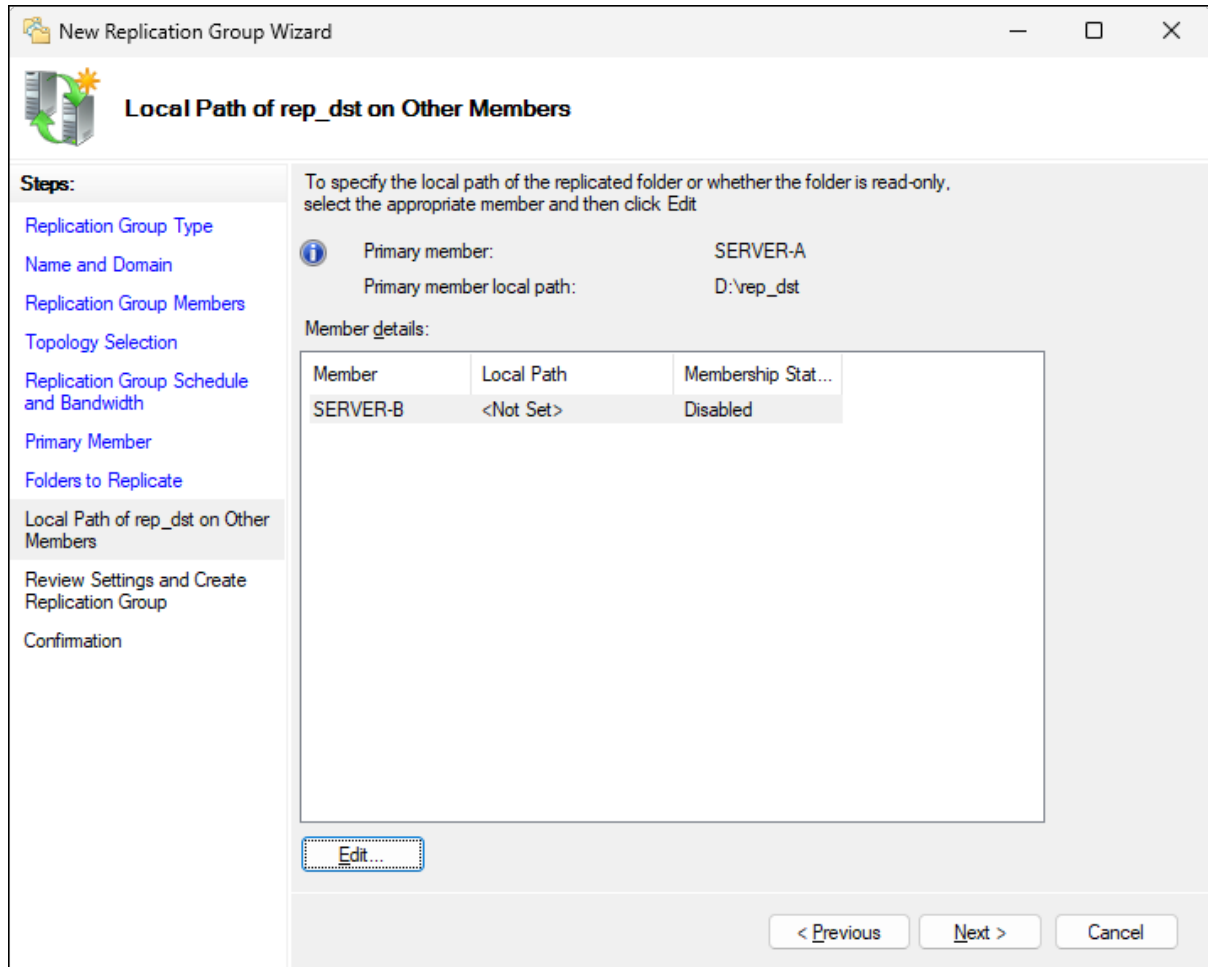 New Replication Group Wizard
Local Path of rep_dst on Other Members
Steps:
Replication Group Type
Name and Domain
Replication Group Members
Topology Selection
Replication Group Schedule
and Bandwidth
Primary Member
Folders to Replicate
Local Path of rep_dst on Other
Members
Review Settings and Create
Replication Group
Confirmation
To specify the local path of the replicated folder or whether the folder is read-only,
select the appropriate member and then click Edit
Primary member: SERVER-A
Primary member local path: D:\rep_dst
Member details:
Member Local Path Membership Stat...
SERVER-B <Not Set> Disabled
Edit...
< Previous Next > Cancel